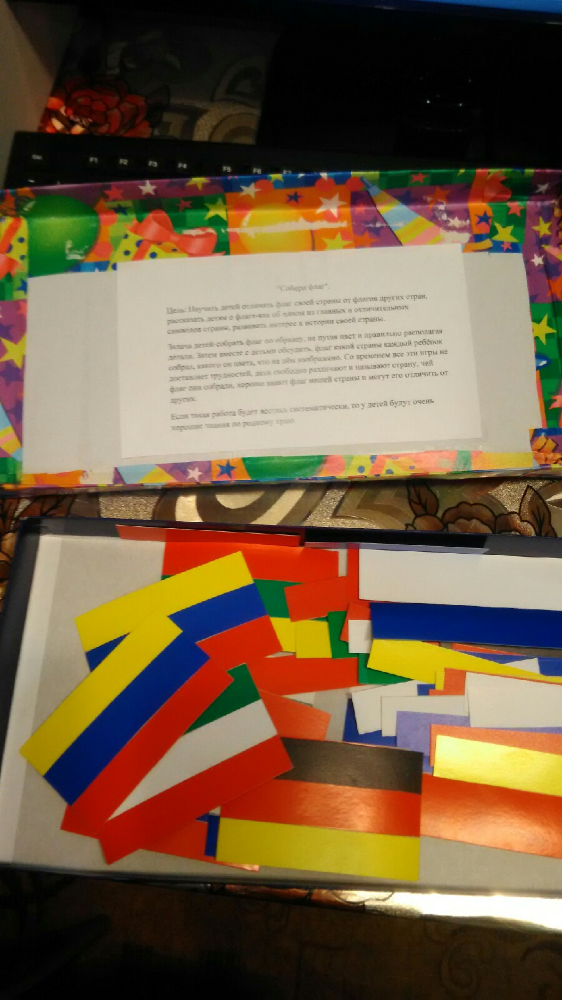 Esc F1 F2 F3 F4 F5 F6 F7
"Собери флаг".
Цель: Научить детей отличать флаг своей страны от флагов других стран,
рассказать детям о флаге-как об одном из главных и отличительных
символов страны, развивать интерес к истории своей страны.
Задача детей-собрать флаг по образцу, не путая цвет и правильно располагая
детали. Затем вместе с детьми обсудить, флаг какой страны каждый ребёнок
собрал, какого он цвета, что на нём изображено. Со временем все эти игры не
доставляет трудностей, дети свободно различают и называют страну, чей
флаг они собрали, хорошо знают флаг нашей страны и могут его отличить от
других.
Если такая работа будет вестись систематически, то у детей будут очень
хорошие знания по родному краю